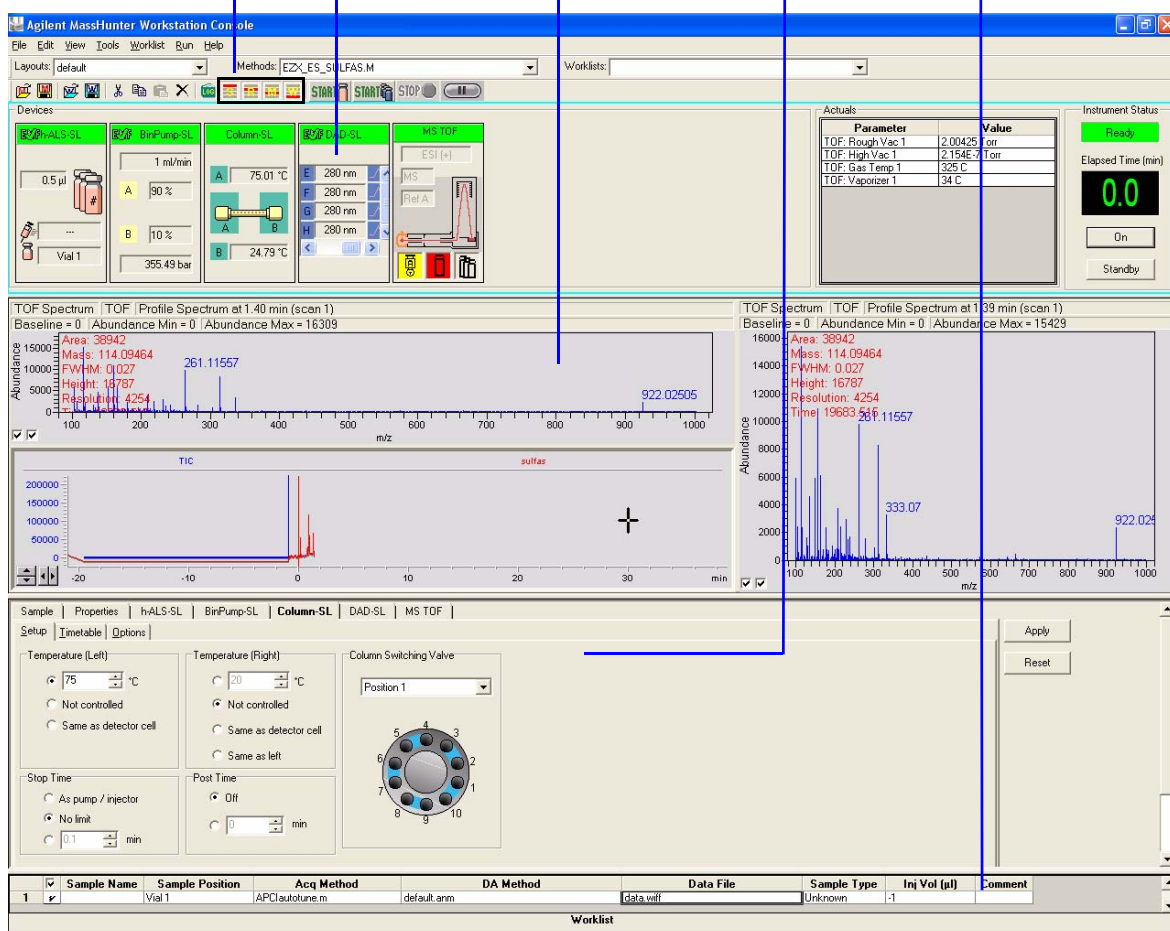 Agilent MassHunter Workstation Console
File Edit View Tools Worklist Run Help
Layouts: default Methods: EZX_ES_SULFAS.M Worklists:
START START STOP
Devices
h-ALS-SL
0.5 µl
#
---
Vial 1
BinPump-SL
1 ml/min
A 90 %
B 10 %
355.49 bar
Column-SL
A 75.01 °C
A B
B 24.79 °C
DAD-SL
E 280 nm
F 280 nm
G 280 nm
H 280 nm
MS TOF
ESI (+)
MS
Ref A
Actuals
Parameter Value
TOF: Rough Vac 1 2.00425 Torr
TOF: High Vac 1 2.154E-7 Torr
TOF: Gas Temp 1 325 C
TOF: Vaporizer 1 34 C
Instrument Status
Ready
Elapsed Time (min)
0.0
On
Standby
TOF Spectrum TOF Profile Spectrum at 1.40 min (scan 1)
Baseline = 0 Abundance Min = 0 Abundance Max = 16309
Area: 38942
Mass: 114.09464
FWHM: 0.027
Height: 16787
Resolution: 4254
261.11557
922.02505
Abundance
15000
10000
5000
0
100 200 300 400 500 600 700 800 900 1000
m/z
TIC sulfas
200000
150000
100000
50000
0
-20 -10 0 10 20 30 min
TOF Spectrum TOF Profile Spectrum at 1.39 min (scan 1)
Baseline = 0 Abundance Min = 0 Abundance Max = 15429
Area: 38942
Mass: 114.09464
FWHM: 0.027
Height: 16787
Resolution: 4254
Time: 19683.515
261.11557
333.07
922.025
Abundance
16000
14000
12000
10000
8000
6000
4000
2000
0
100 200 300 400 500 600 700 800 900 1000
m/z
Sample Properties h-ALS-SL BinPump-SL Column-SL DAD-SL MS TOF
Setup Timetable Options
Temperature (Left)
75 °C
Not controlled
Same as detector cell
Temperature (Right)
20 °C
Not controlled
Same as detector cell
Same as left
Column Switching Valve
Position 1
1
2
3
4
5
6
7
8
9
10
Stop Time
As pump / injector
No limit
0.1 min
Post Time
Off
0 min
Apply
Reset
Sample Name Sample Position Acq Method DA Method Data File Sample Type Inj Vol (µl) Comment
1 Vial 1 APCIautotune.m default.anm data.wiff Unknown -1
Worklist